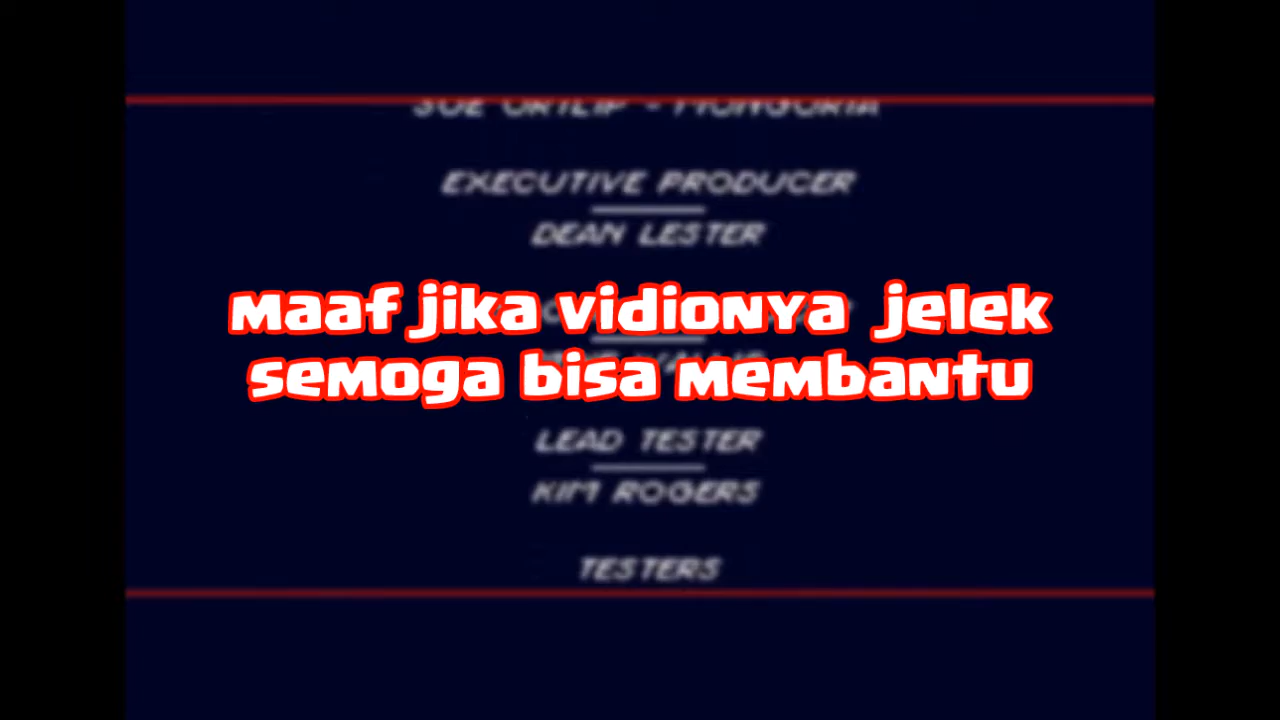 EXECUTIVE PRODUCER
DEAN LESTER
Maaf jika vidionya jelek
semoga bisa membantu
LEAD TESTER
KIM ROGERS
TESTERS